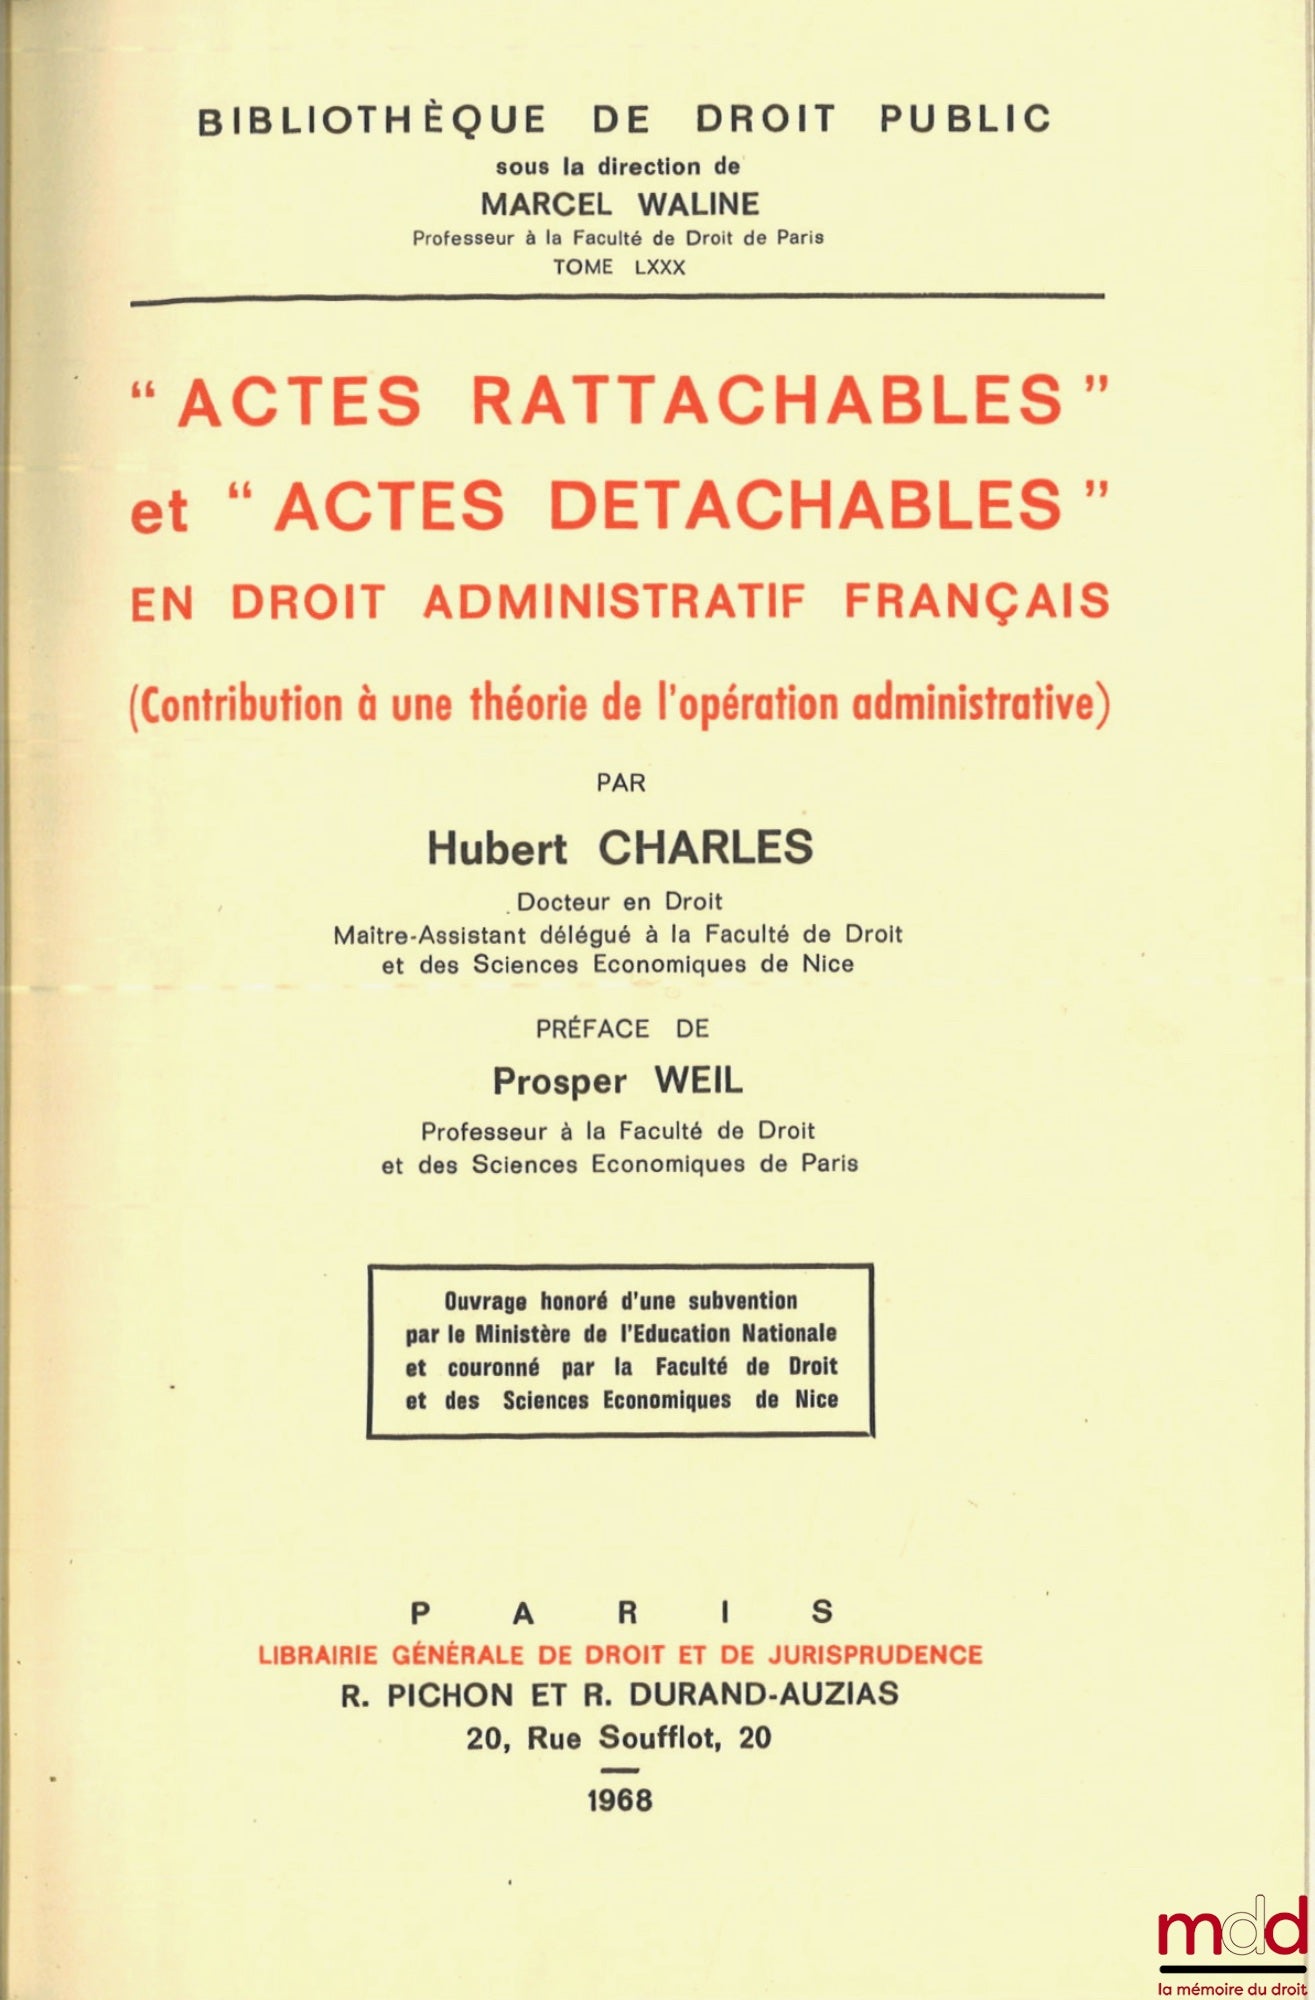 BIBLIOTHÈQUE DE DROIT PUBLIC
sous la direction de
MARCEL WALINE
Professeur à la Faculté de Droit de Paris
TOME LXXX
“ ACTES RATTACHABLES ”
et “ ACTES DETACHABLES ”
EN DROIT ADMINISTRATIF FRANÇAIS
(Contribution à une théorie de l'opération administrative)
PAR
Hubert CHARLES
Docteur en Droit
Maître-Assistant délégué à la Faculté de Droit
et des Sciences Economiques de Nice
PRÉFACE DE
Prosper WEIL
Professeur à la Faculté de Droit
et des Sciences Economiques de Paris
Ouvrage honoré d'une subvention
par le Ministère de l'Education Nationale
et couronné par la Faculté de Droit
et des Sciences Economiques de Nice
PARIS
LIBRAIRIE GÉNÉRALE DE DROIT ET DE JURISPRUDENCE
R. PICHON ET R. DURAND-AUZIAS
20, Rue Soufflot, 20
1968
mdd
la mémoire du droit